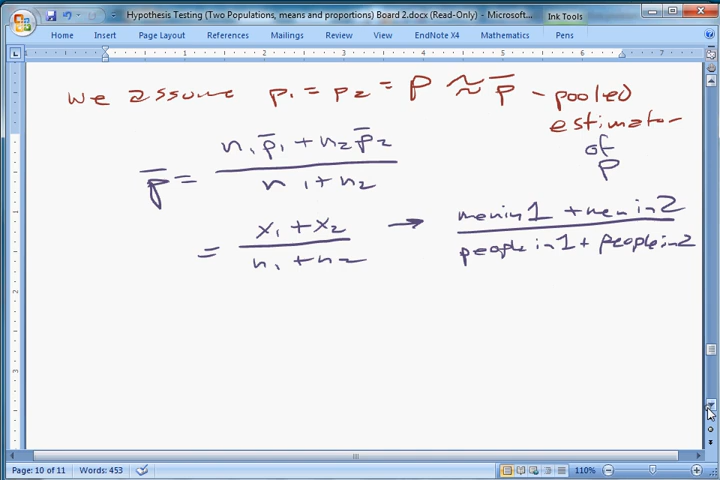 Hypothesis Testing (Two Populations, means and proportions) Board 2.docx (Read-Only) - Microsoft...
Ink Tools
Home Insert Page Layout References Mailings Review View EndNote X4 Mathematics Pens
we assume p₁ = p₂ = P ≈ p̄ - pooled
estimator
of
p
p̄ = (n₁p̄₁ + n₂p̄₂) / (n₁ + n₂)
= (x₁ + x₂) / (n₁ + n₂) → (men in 1 + men in 2) / (people in 1 + people in 2)
Page: 10 of 11 Words: 453 110%